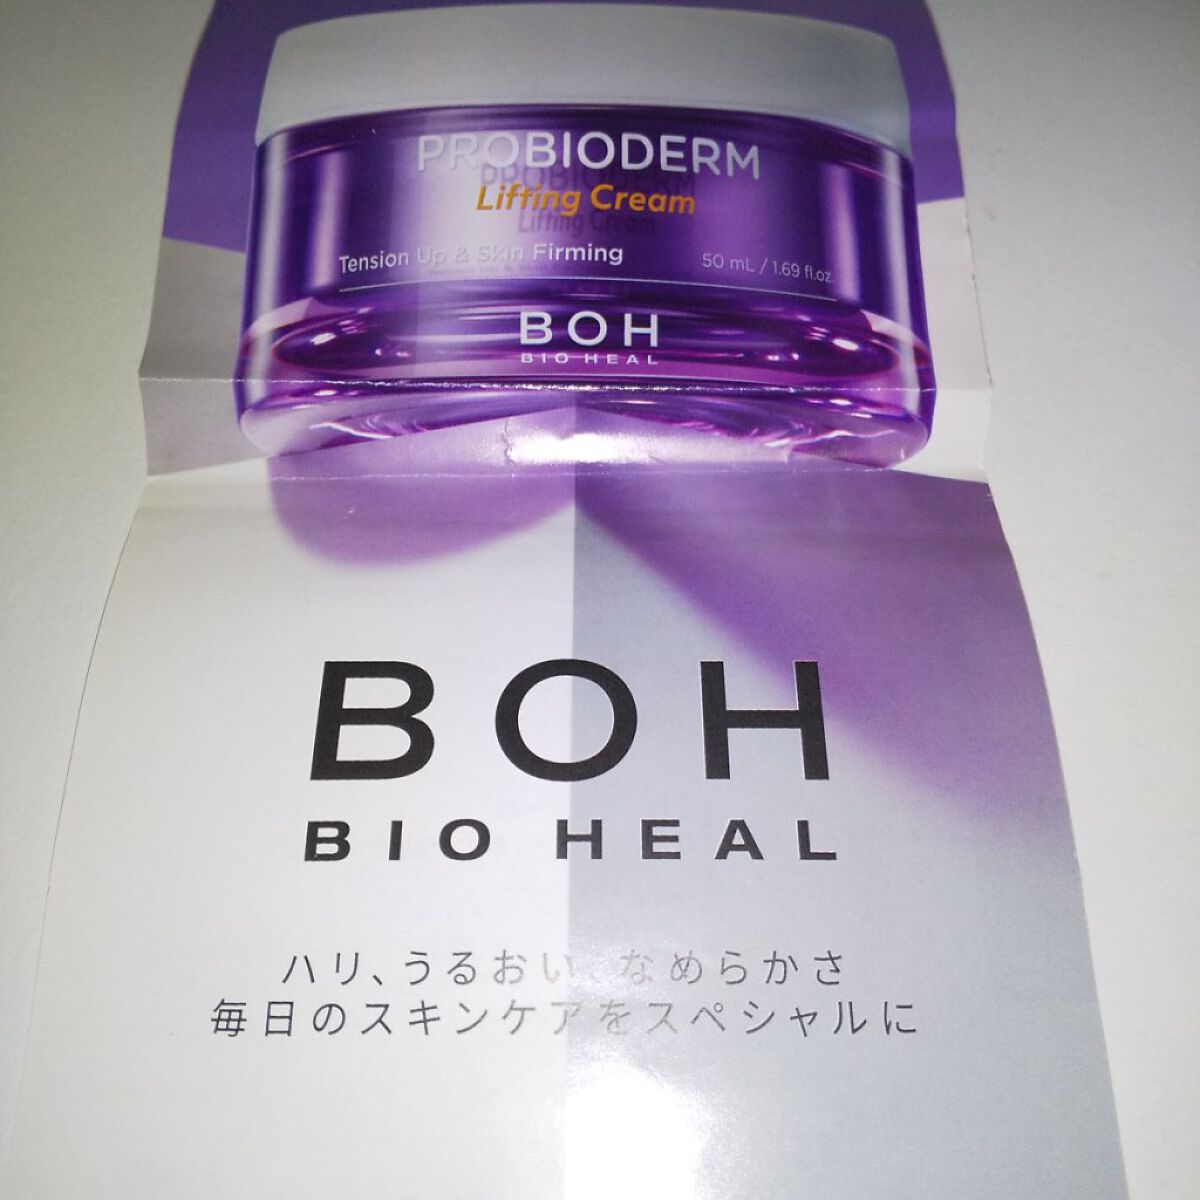 PROBIODERM
Lifting Cream
Tension Up & Skin Firming 50 mL / 1.69 fl.oz.
BOH
BIO HEAL
BOH
BIO HEAL
ハリ、うるおい、なめらかさ
毎日のスキンケアをスペシャルに